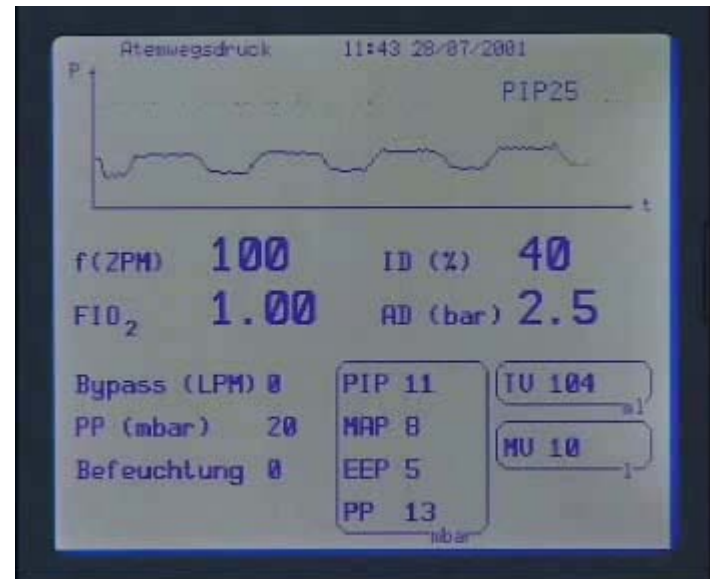 Atemwegsdruck 11:43 28/07/2001
P
PIP25
t
f(ZPM) 100 ID (%) 40
FIO2 1.00 AD (bar) 2.5
Bypass (LPM) 0 PIP 11 TV 104 ml
PP (mbar) 20 MAP 8 MV 10 l
Befeuchtung 0 EEP 5
PP 13
mbar